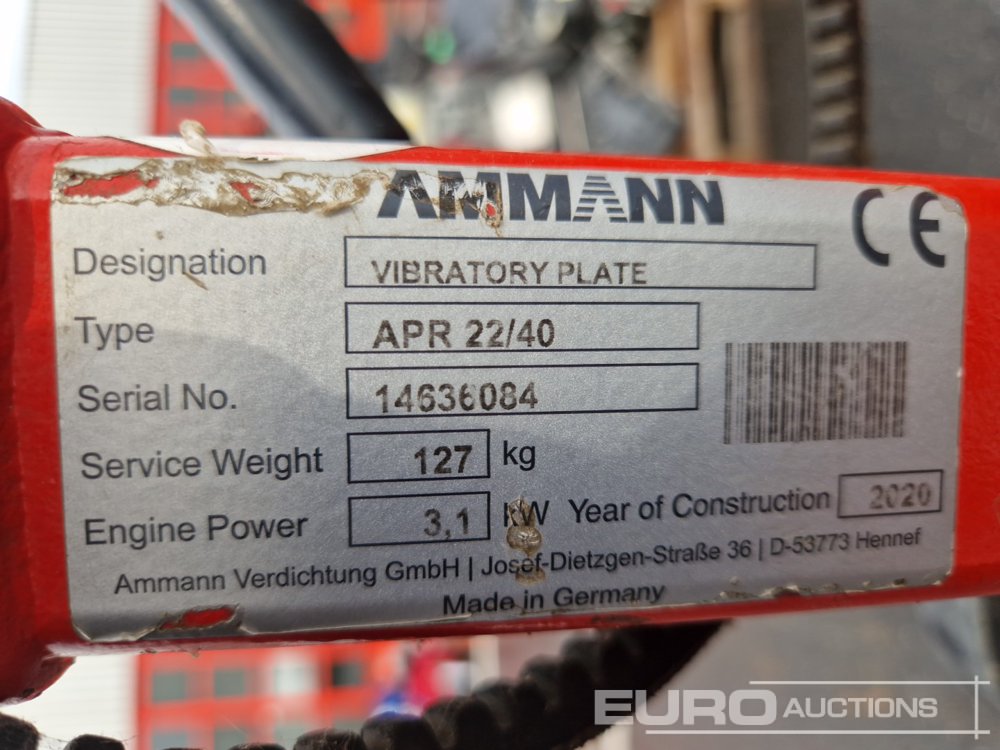 AMMANN
CE
Designation VIBRATORY PLATE
Type APR 22/40
Serial No. 14636084
Service Weight 127 kg
Engine Power 3,1 kW Year of Construction 2020
Ammann Verdichtung GmbH | Josef-Dietzgen-Straße 36 | D-53773 Hennef
Made in Germany
EURO AUCTIONS